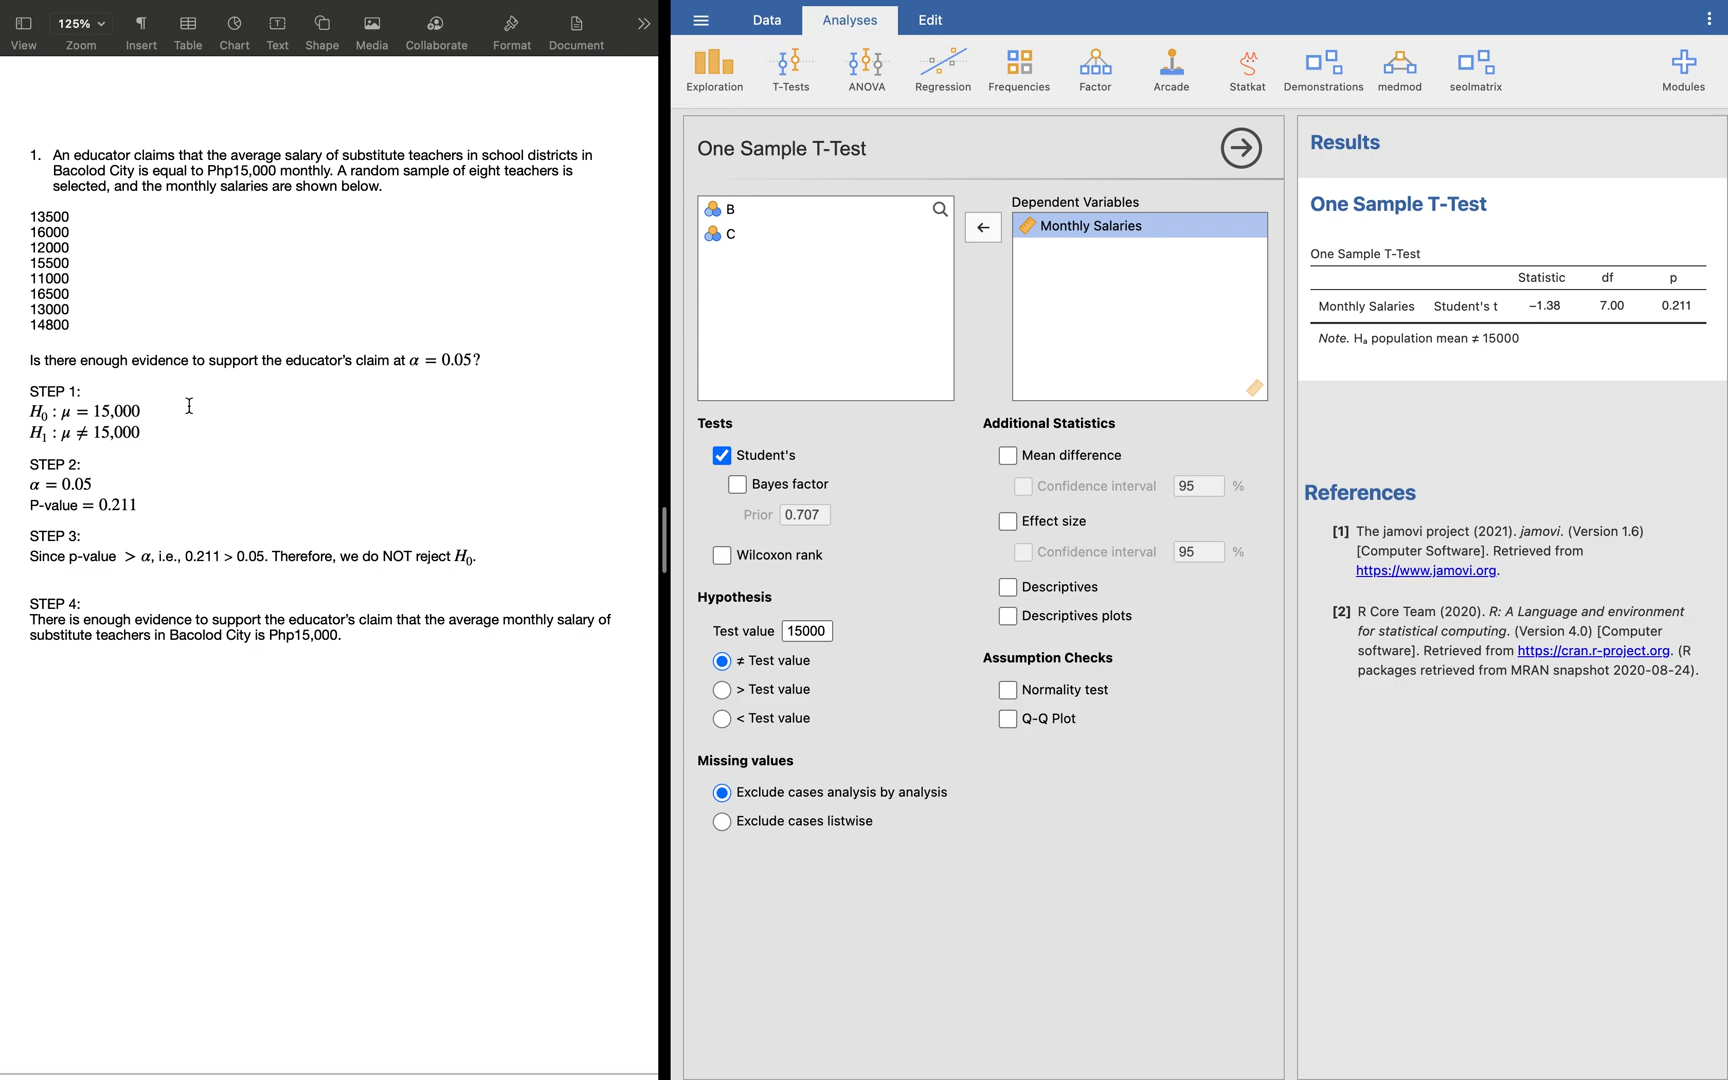 125%
View
Zoom
Insert
Table
Chart
Text
Shape
Media
Collaborate
Format
Document
1. An educator claims that the average salary of substitute teachers in school districts in
Bacolod City is equal to Php15,000 monthly. A random sample of eight teachers is
selected, and the monthly salaries are shown below.
13500
16000
12000
15500
11000
16500
13000
14800
Is there enough evidence to support the educator's claim at α = 0.05?
STEP 1:
H₀ : μ = 15,000
H₁ : μ ≠ 15,000
STEP 2:
α = 0.05
P-value = 0.211
STEP 3:
Since p-value > α, i.e., 0.211 > 0.05. Therefore, we do NOT reject H₀.
STEP 4:
There is enough evidence to support the educator's claim that the average monthly salary of
substitute teachers in Bacolod City is Php15,000.
Data
Analyses
Edit
Exploration
T-Tests
ANOVA
Regression
Frequencies
Factor
Arcade
Statkat
Demonstrations
medmod
seolmatrix
Modules
One Sample T-Test
B
C
Dependent Variables
Monthly Salaries
Tests
Student's
Bayes factor
Prior 0.707
Wilcoxon rank
Hypothesis
Test value 15000
≠ Test value
> Test value
< Test value
Missing values
Exclude cases analysis by analysis
Exclude cases listwise
Additional Statistics
Mean difference
Confidence interval 95 %
Effect size
Confidence interval 95 %
Descriptives
Descriptives plots
Assumption Checks
Normality test
Q-Q Plot
Results
One Sample T-Test
One Sample T-Test
Statistic df p
Monthly Salaries Student's t −1.38 7.00 0.211
Note. Hₐ population mean ≠ 15000
References
[1] The jamovi project (2021). jamovi. (Version 1.6)
[Computer Software]. Retrieved from
https://www.jamovi.org.
[2] R Core Team (2020). R: A Language and environment
for statistical computing. (Version 4.0) [Computer
software]. Retrieved from https://cran.r-project.org. (R
packages retrieved from MRAN snapshot 2020-08-24).